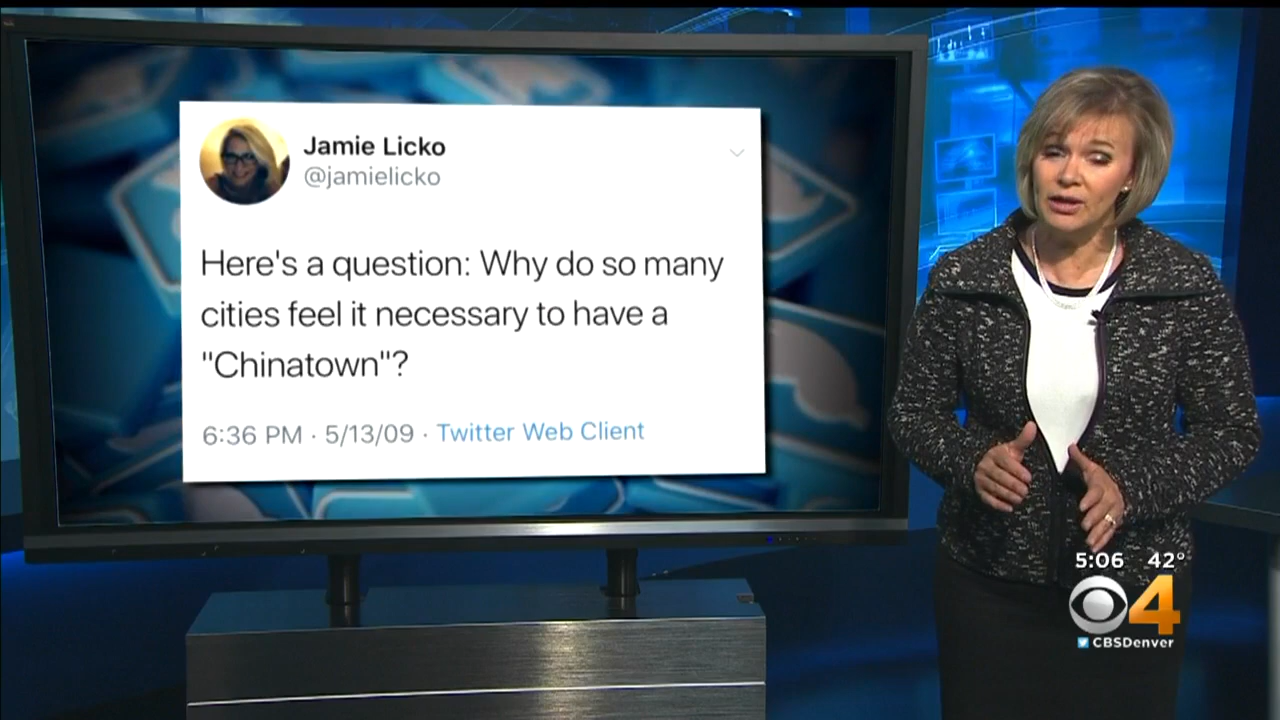 Jamie Licko
@jamielicko
Here's a question: Why do so many
cities feel it necessary to have a
"Chinatown"?
6:36 PM · 5/13/09 · Twitter Web Client
5:06 42°
4
CBSDenver